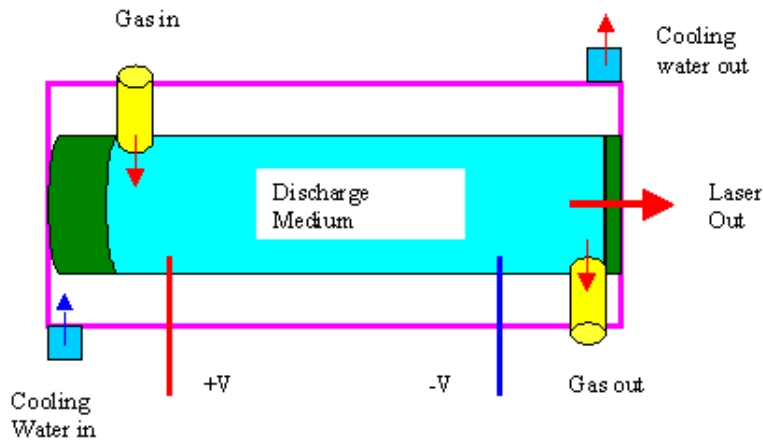 Gas in
Cooling
water out
Discharge
Medium
Laser
Out
+V
-V
Gas out
Cooling
Water in